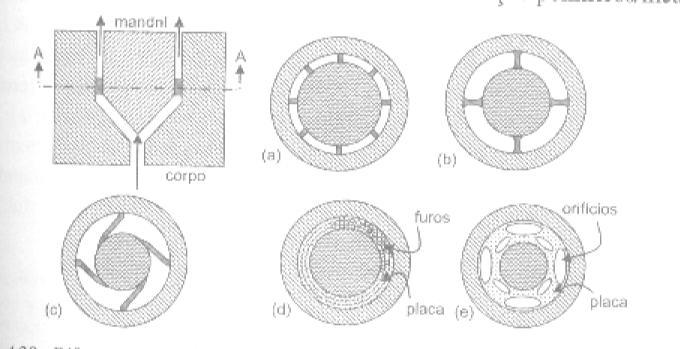 mandril
A
A
corpo
(a)
(b)
(c)
furos
placa
(d)
orifícios
placa
(e)